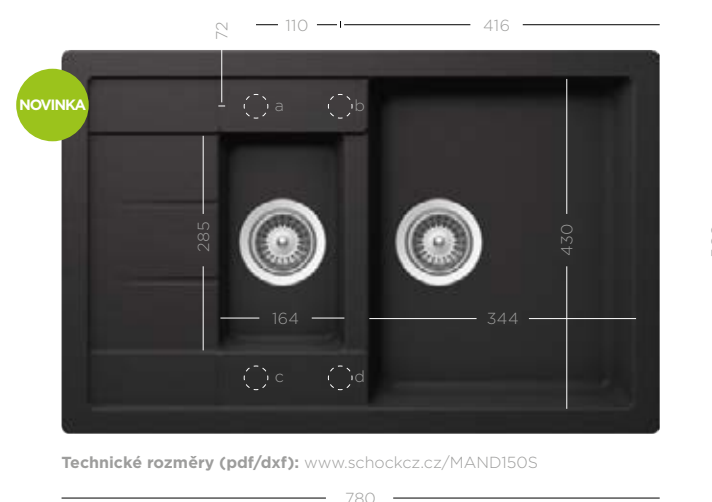 72
110
416
NOVINKA
a
b
285
430
164
344
c
d
Technické rozměry (pdf/dxf): www.schockcz.cz/MAND150S
780